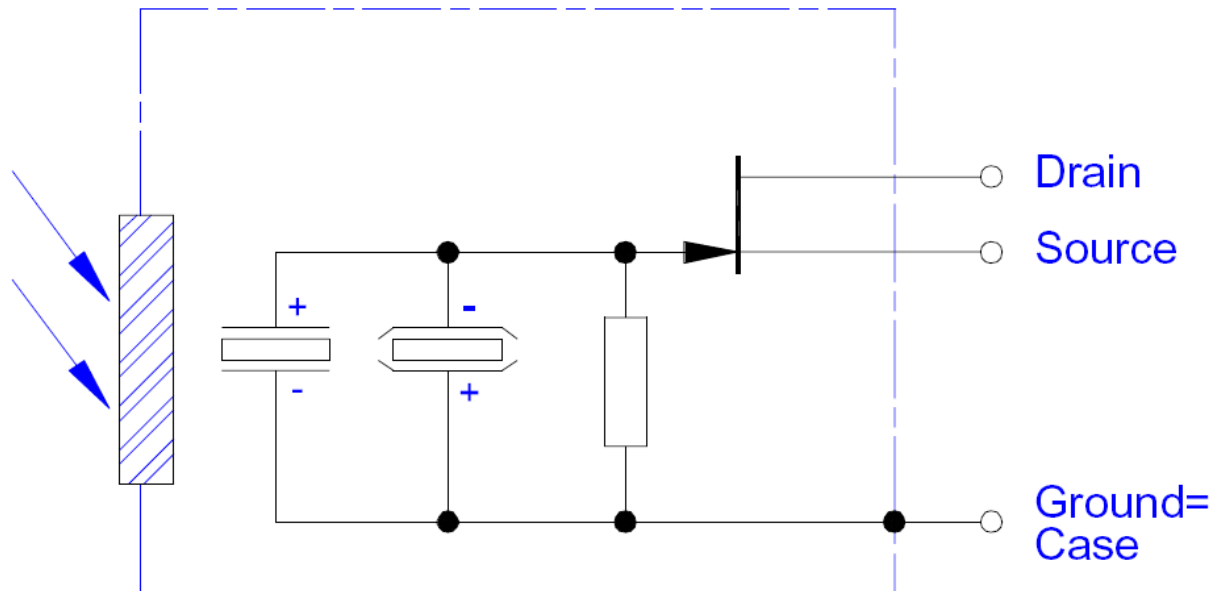 Drain
Source
+
-
-
+
Ground=
Case